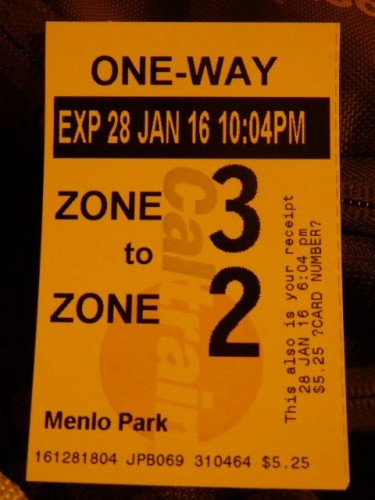 ONE-WAY
EXP 28 JAN 16 10:04PM
ZONE 3
to
ZONE 2
Caltrain
Menlo Park
161281804 JPB069 310464 $5.25
This also is your receipt
28 JAN 16 6:04 pm
$5.25 ?CARD NUMBER?